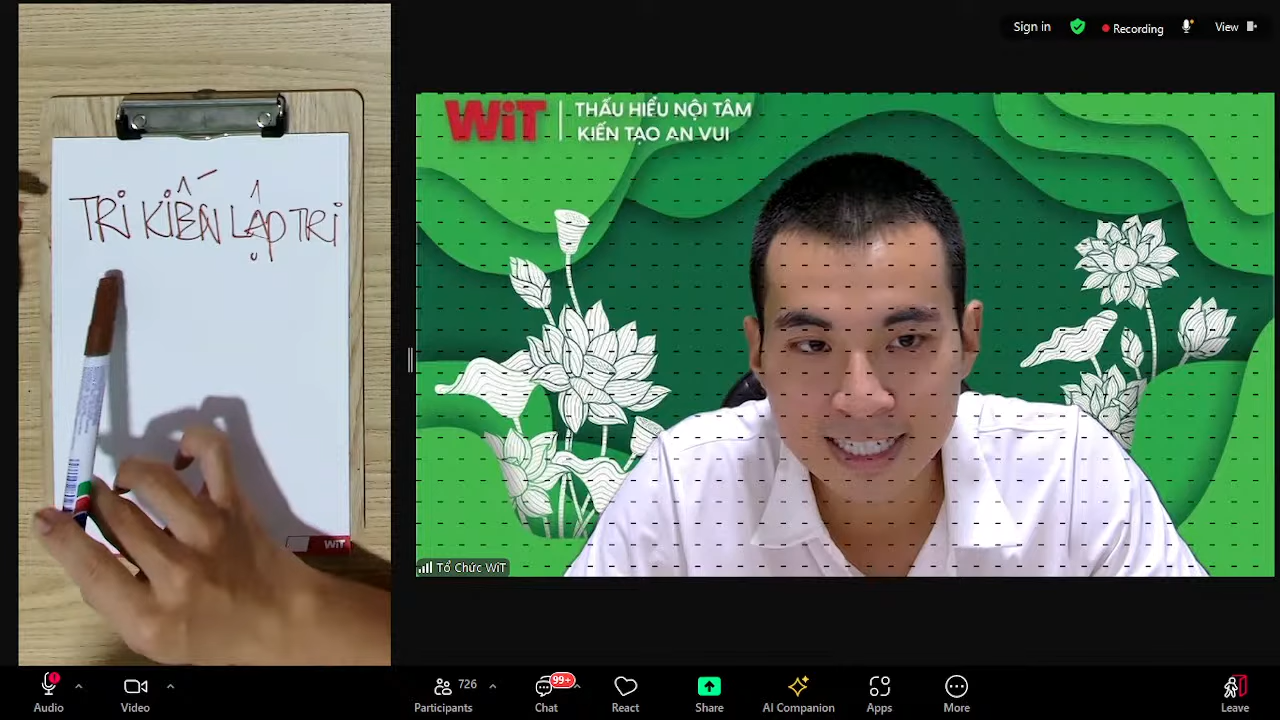 Sign in
Recording
View
WiT
THẤU HIỂU NỘI TÂM
KIẾN TẠO AN VUI
TRI KIẾN LẬP TRI
WiT
Tổ Chức WiT
Audio
Video
726
Participants
99+
Chat
React
Share
AI Companion
Apps
More
Leave